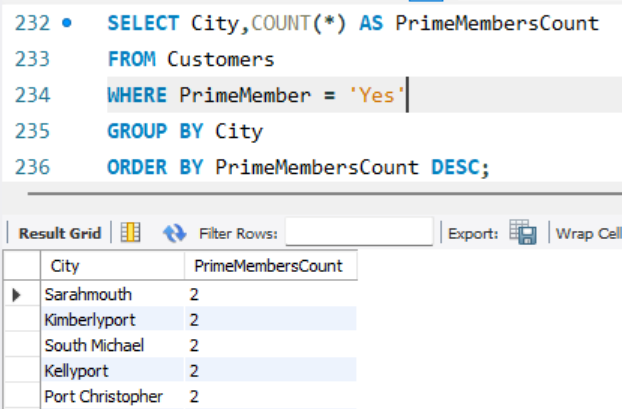 232 SELECT City,COUNT(*) AS PrimeMembersCount
233 FROM Customers
234 WHERE PrimeMember = 'Yes'
235 GROUP BY City
236 ORDER BY PrimeMembersCount DESC;
Result Grid Filter Rows: Export: Wrap Cell
City PrimeMembersCount
Sarahmouth 2
Kimberlyport 2
South Michael 2
Kellyport 2
Port Christopher 2